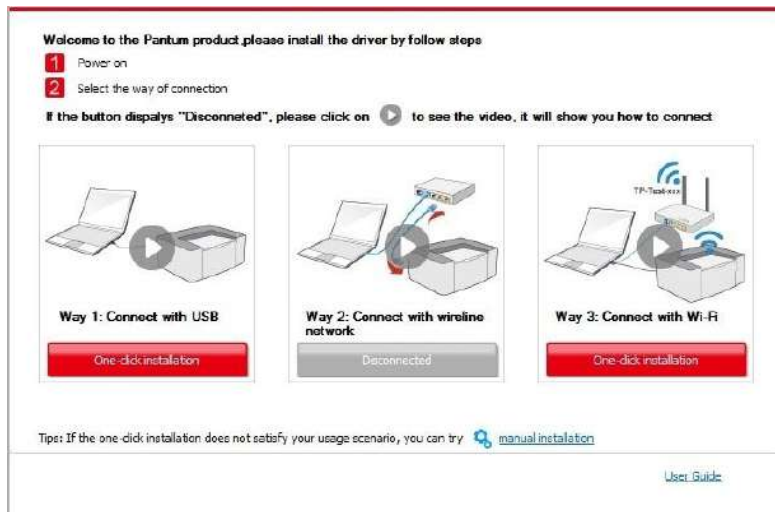 Welcome to the Pantum product,please install the driver by follow steps
1 Power on
2 Select the way of connection
If the button dispalys "Disconneted", please click on to see the video, it will show you how to connect
TP-Test-xxx
Way 1: Connect with USB
One-click installation
Way 2: Connect with wireline
network
Disconnected
Way 3: Connect with Wi-Fi
One-click installation
Tips: If the one-click installation does not satisfy your usage scenario, you can try manual installation
User Guide